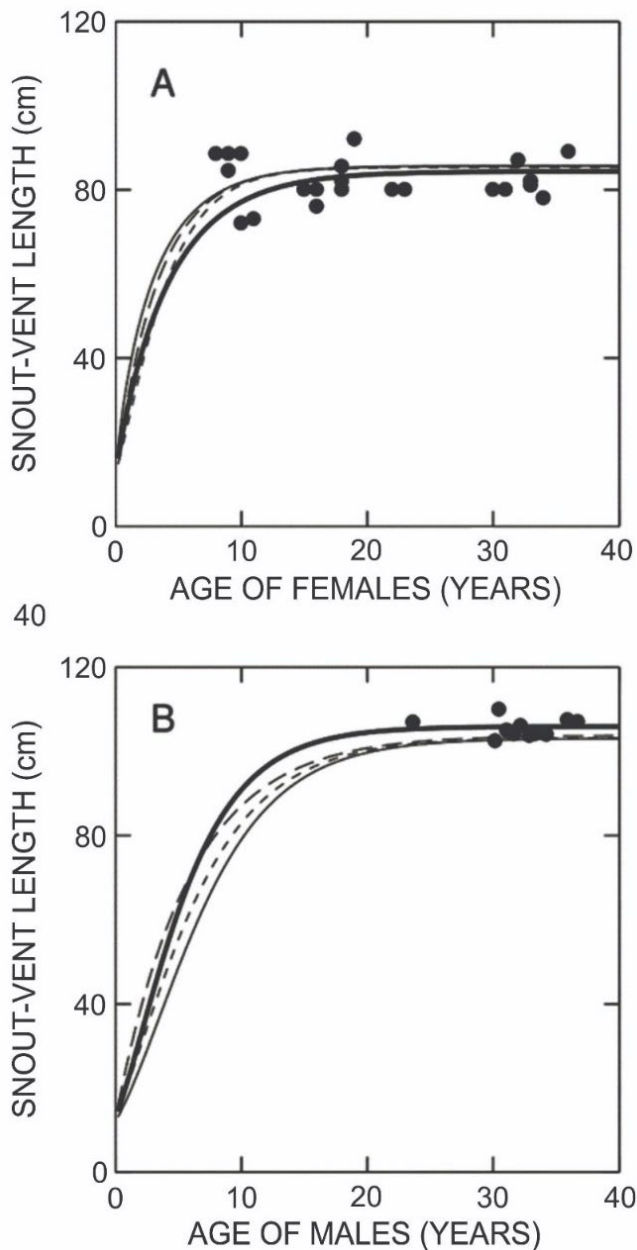 120
A
80
40
0
SNOUT-VENT LENGTH (cm)
0 10 20 30 40
AGE OF FEMALES (YEARS)
40
120
B
80
40
0
SNOUT-VENT LENGTH (cm)
0 10 20 30 40
AGE OF MALES (YEARS)